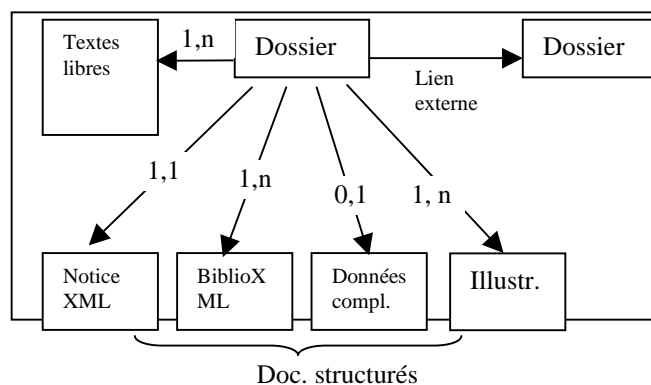 Textes
libres
1,n
Dossier
Lien
externe
Dossier
1,1
1,n
0,1
1, n
Notice
XML
BiblioX
ML
Données
compl.
Illustr.
Doc. structurés